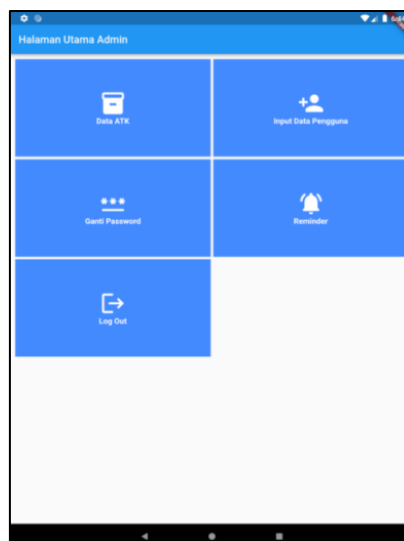 Halaman Utama Admin
Data ATK
Input Data Pengguna
Ganti Password
Reminder
Log Out